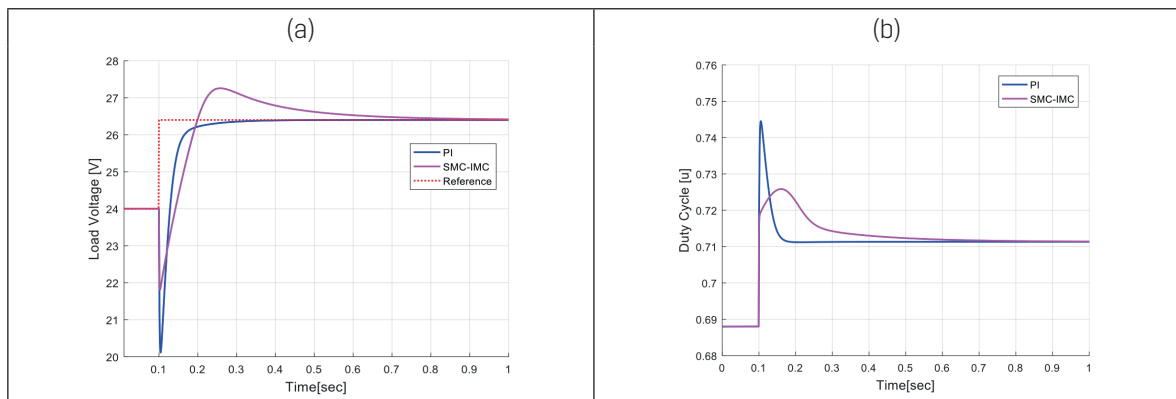 (a)
28
27
26
25
24
23
22
21
20
Load Voltage [V]
PI
SMC-IMC
Reference
0.1 0.2 0.3 0.4 0.5 0.6 0.7 0.8 0.9 1
Time[sec]
(b)
0.76
0.75
0.74
0.73
0.72
0.71
0.7
0.69
0.68
Duty Cycle [u]
PI
SMC-IMC
0 0.1 0.2 0.3 0.4 0.5 0.6 0.7 0.8 0.9 1
Time[sec]